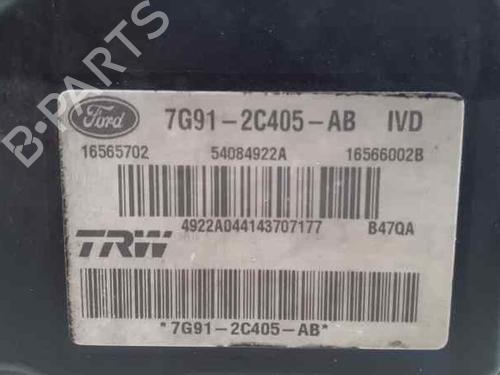 B-PARTS
Ford 7G91-2C405-AB IVD
16565702 54084922A 16566002B
4922A044143707177 B47QA
TRW
*7G91-2C405-AB*